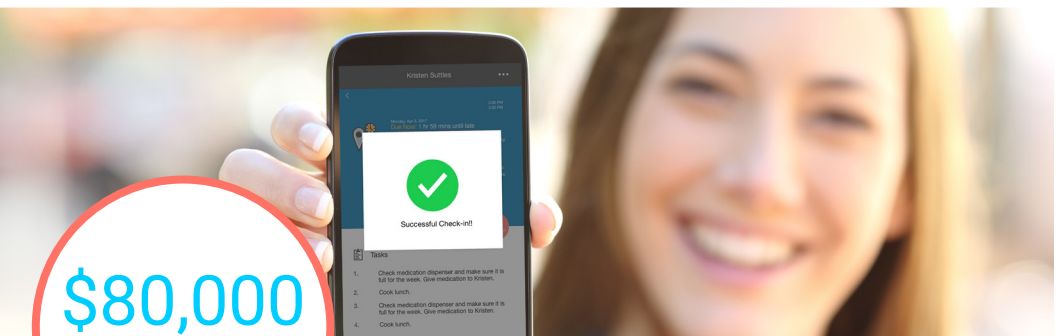 Kristen Suttles
Monday, Apr 3, 2017
Due Now: 1 hr 59 mins until late
Successful Check-in!!
Tasks
1. Check medication dispenser and make sure it is
full for the week. Give medication to Kristen.
2. Cook lunch.
3. Check medication dispenser and make sure it is
full for the week. Give medication to Kristen.
4. Cook lunch.
$80,000